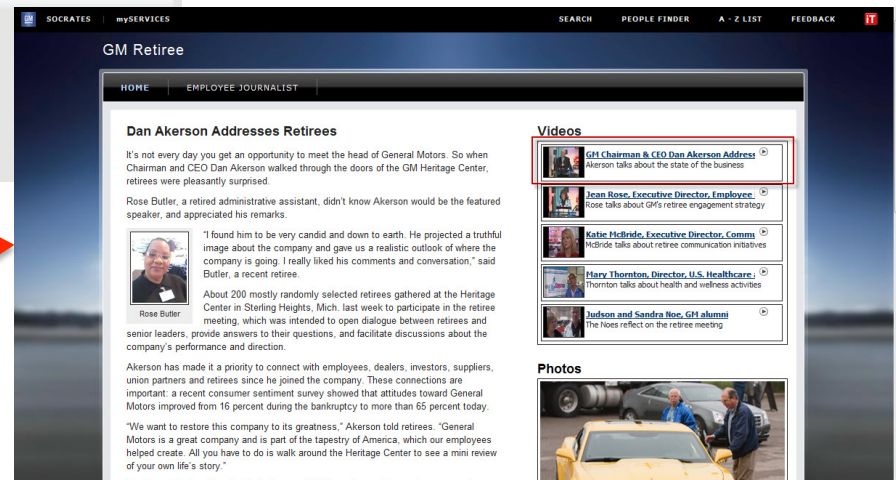 GM
SOCRATES | mySERVICES
SEARCH PEOPLE FINDER A - Z LIST FEEDBACK iT
GM Retiree
HOME EMPLOYEE JOURNALIST
Dan Akerson Addresses Retirees
It's not every day you get an opportunity to meet the head of General Motors. So when
Chairman and CEO Dan Akerson walked through the doors of the GM Heritage Center,
retirees were pleasantly surprised.
Rose Butler, a retired administrative assistant, didn't know Akerson would be the featured
speaker, and appreciated his remarks.
"I found him to be very candid and down to earth. He projected a truthful
image about the company and gave us a realistic outlook of where the
company is going. I really liked his comments and conversation," said
Butler, a recent retiree.
Rose Butler
About 200 mostly randomly selected retirees gathered at the Heritage
Center in Sterling Heights, Mich. last week to participate in the retiree
meeting, which was intended to open dialogue between retirees and
senior leaders, provide answers to their questions, and facilitate discussions about the
company's performance and direction.
Akerson has made it a priority to connect with employees, dealers, investors, suppliers,
union partners and retirees since he joined the company. These connections are
important: a recent consumer sentiment survey showed that attitudes toward General
Motors improved from 16 percent during the bankruptcy to more than 65 percent today.
"We want to restore this company to its greatness," Akerson told retirees. "General
Motors is a great company and is part of the tapestry of America, which our employees
helped create. All you have to do is walk around the Heritage Center to see a mini review
of your own life's story."
Videos
GM Chairman & CEO Dan Akerson Address
Akerson talks about the state of the business
Jean Rose, Executive Director, Employee
Rose talks about GM's retiree engagement strategy
Katie McBride, Executive Director, Commu
McBride talks about retiree communication initiatives
Mary Thornton, Director, U.S. Healthcare
Thornton talks about health and wellness activities
Judson and Sandra Noe, GM alumni
The Noes reflect on the retiree meeting
Photos